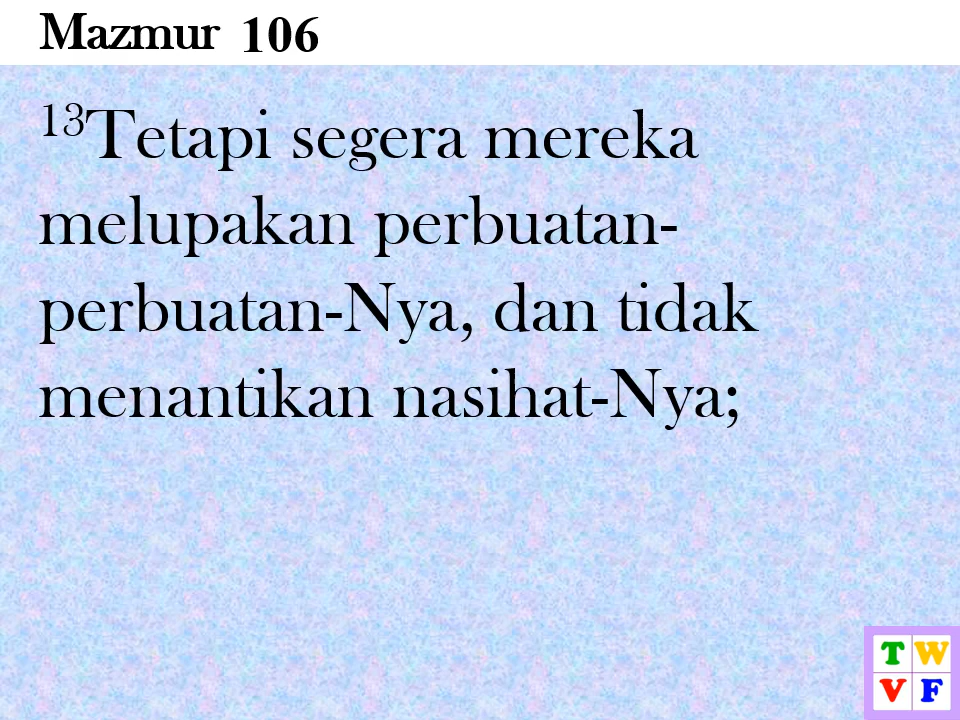 Mazmur 106
13Tetapi segera mereka
melupakan perbuatan-
perbuatan-Nya, dan tidak
menantikan nasihat-Nya;
T W
V F